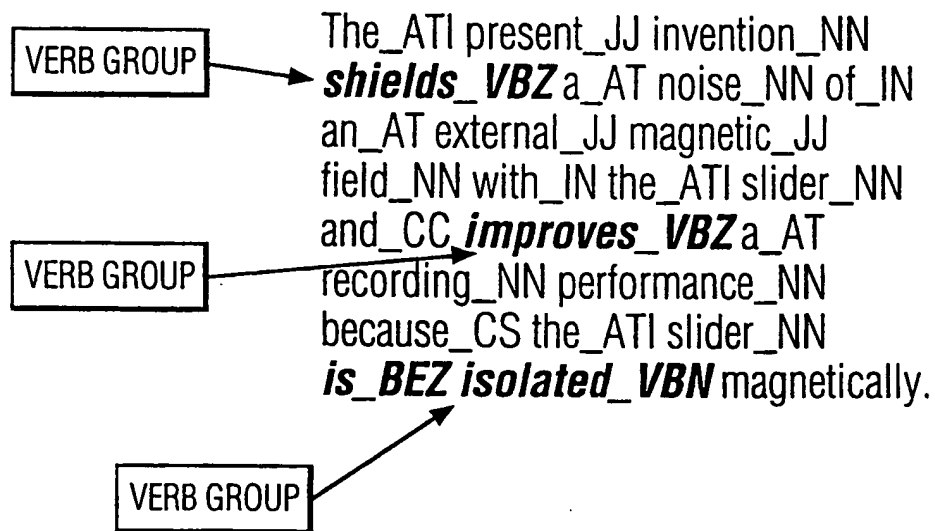 The_ATI present_JJ invention_NN
VERB GROUP
shields_VBZ a_AT noise_NN of_IN
an_AT external_JJ magnetic_JJ
field_NN with_IN the_ATI slider_NN
and_CC improves_VBZ a_AT
VERB GROUP
recording_NN performance_NN
because_CS the_ATI slider_NN
is_BEZ isolated_VBN magnetically.
VERB GROUP